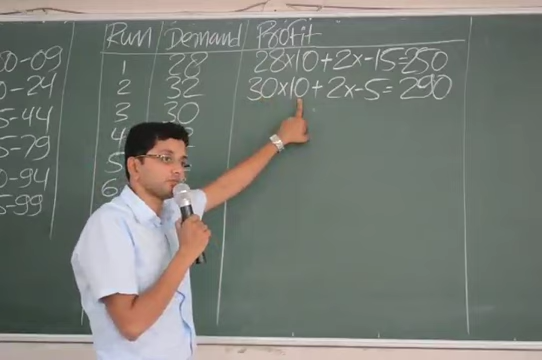 Run Demand Profit
00-09 1 28 28x10+2x-15=250
0-24 2 32 30x10+2x-5=290
5-44 3 30
5-79 4
0-94 5
5-99 6